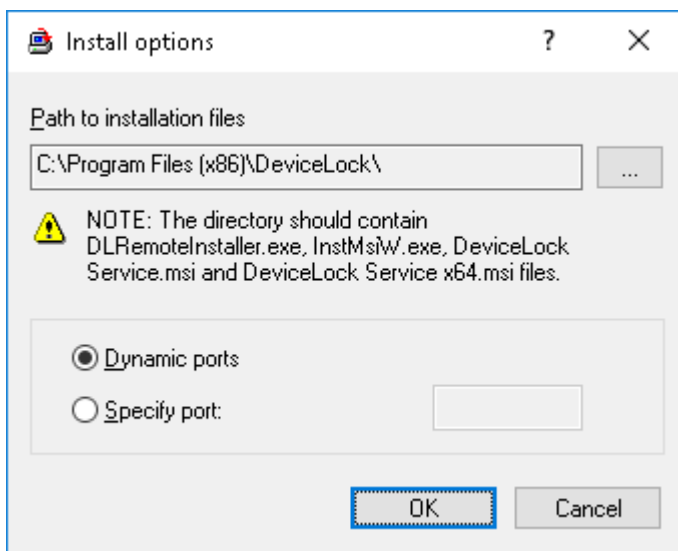 Install options
?
Path to installation files
C:\Program Files (x86)\DeviceLock\
...
NOTE: The directory should contain
DLRemoteInstaller.exe, InstMsiW.exe, DeviceLock
Service.msi and DeviceLock Service x64.msi files.
Dynamic ports
Specify port:
OK
Cancel